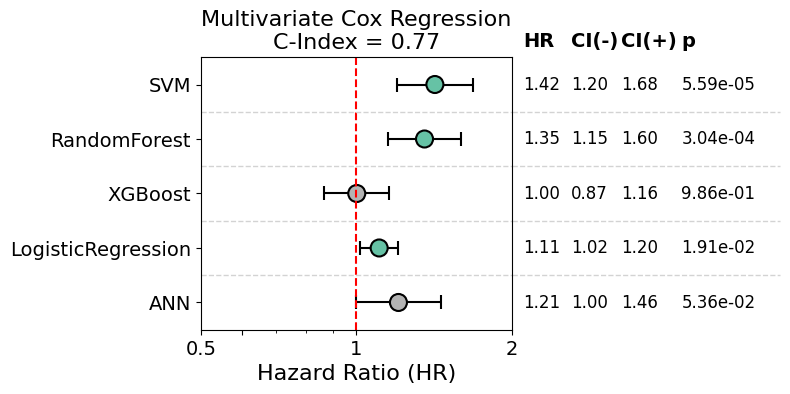 Multivariate Cox Regression
C-Index = 0.77
HR CI(-) CI(+) p
SVM 1.42 1.20 1.68 5.59e-05
RandomForest 1.35 1.15 1.60 3.04e-04
XGBoost 1.00 0.87 1.16 9.86e-01
LogisticRegression 1.11 1.02 1.20 1.91e-02
ANN 1.21 1.00 1.46 5.36e-02
0.5 1 2
Hazard Ratio (HR)